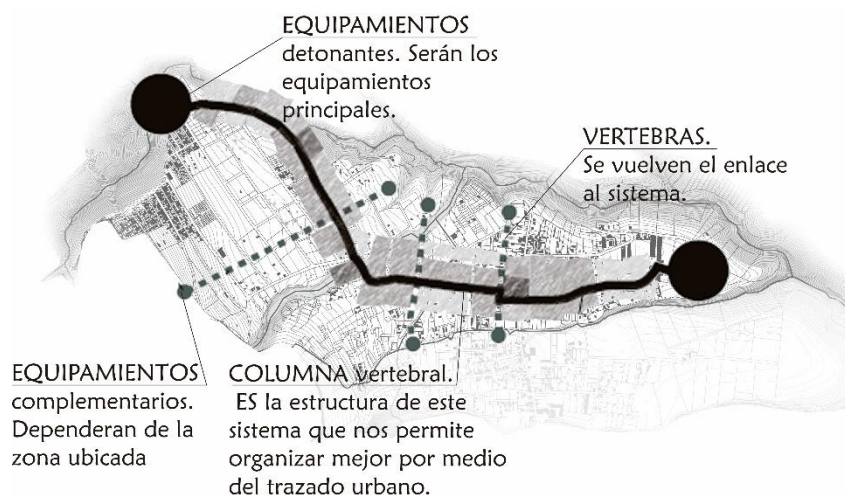 EQUIPAMIENTOS
detonantes. Serán los
equipamientos
principales.
VERTEBRAS.
Se vuelven el enlace
al sistema.
EQUIPAMIENTOS
complementarios.
Dependeran de la
zona ubicada
COLUMNA vertebral.
ES la estructura de este
sistema que nos permite
organizar mejor por medio
del trazado urbano.